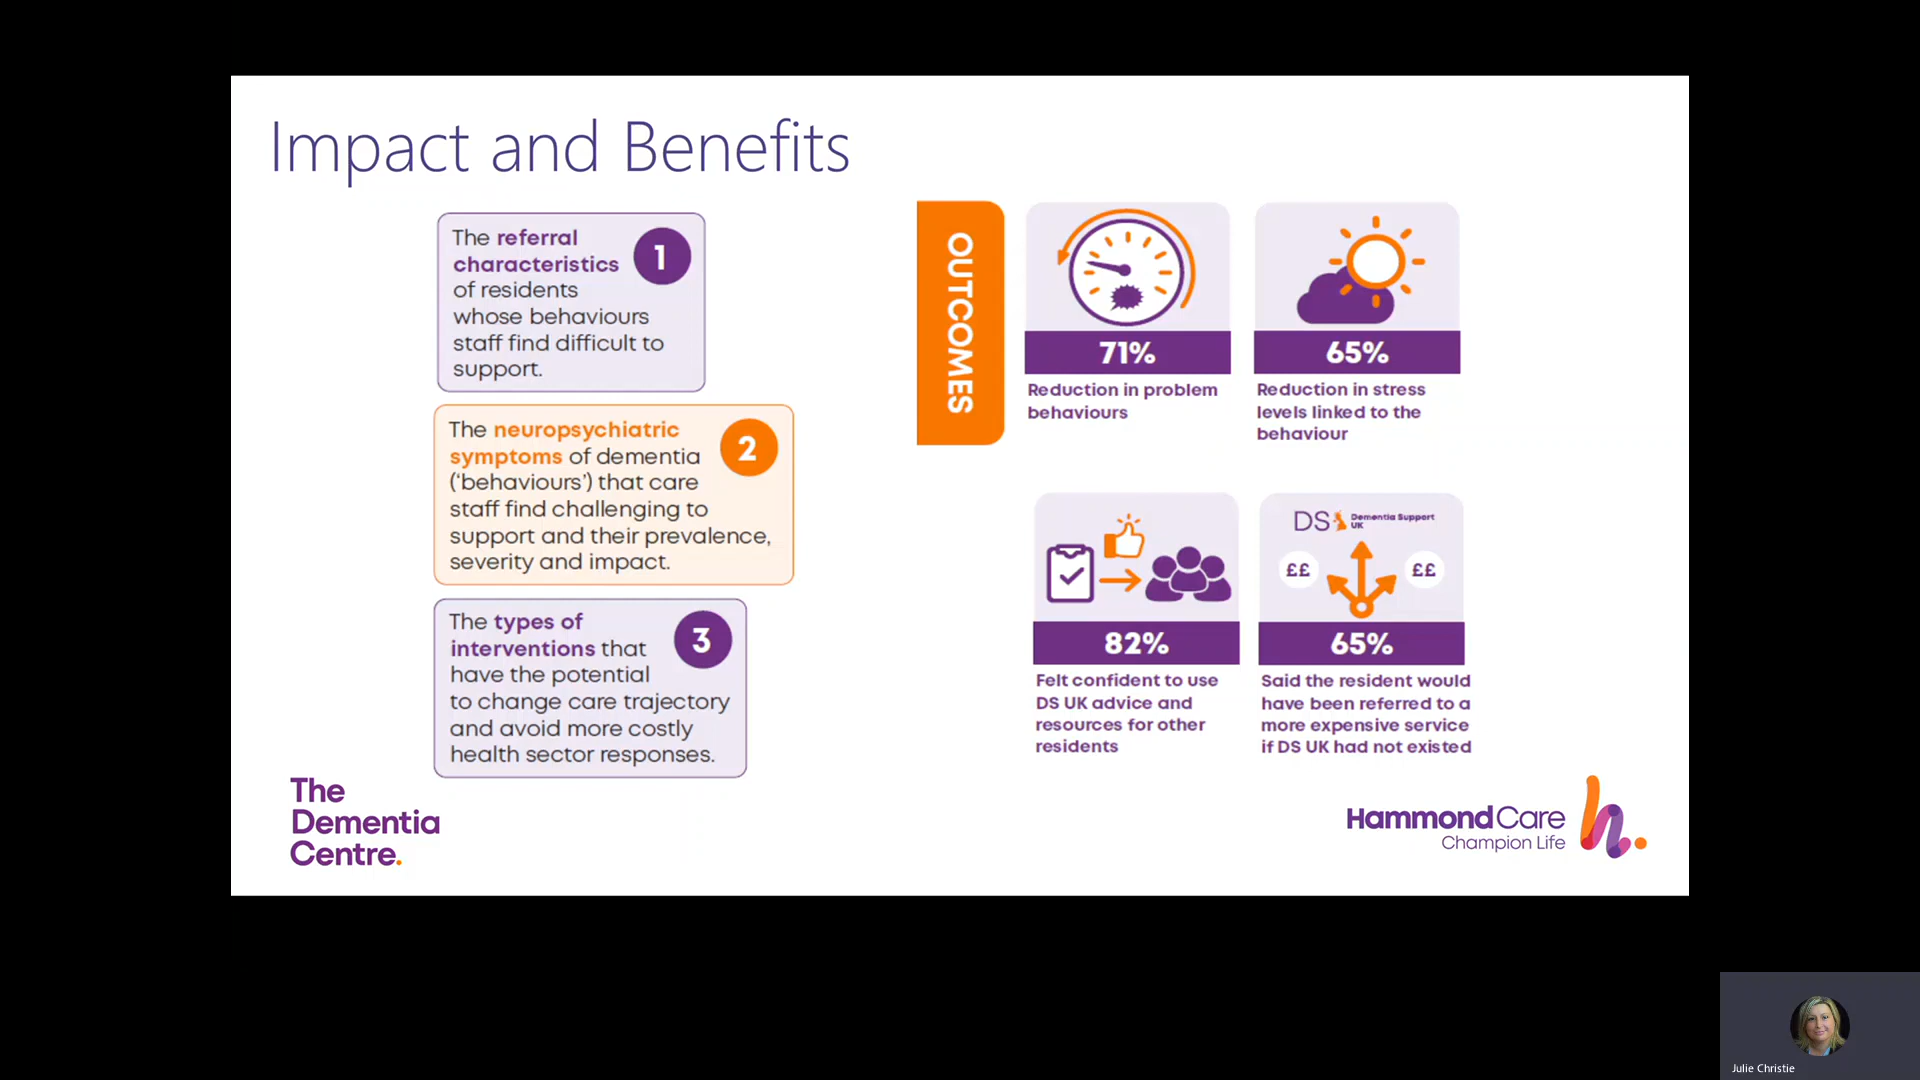 Impact and Benefits
The referral
characteristics
of residents
whose behaviours
staff find difficult to
support.
1
The neuropsychiatric
symptoms of dementia
(‘behaviours’) that care
staff find challenging to
support and their prevalence,
severity and impact.
2
The types of
interventions that
have the potential
to change care trajectory
and avoid more costly
health sector responses.
3
OUTCOMES
71%
Reduction in problem
behaviours
65%
Reduction in stress
levels linked to the
behaviour
82%
Felt confident to use
DS UK advice and
resources for other
residents
DS Dementia Support
UK
££ ££
65%
Said the resident would
have been referred to a
more expensive service
if DS UK had not existed
The
Dementia
Centre.
HammondCare
Champion Life
Julie Christie